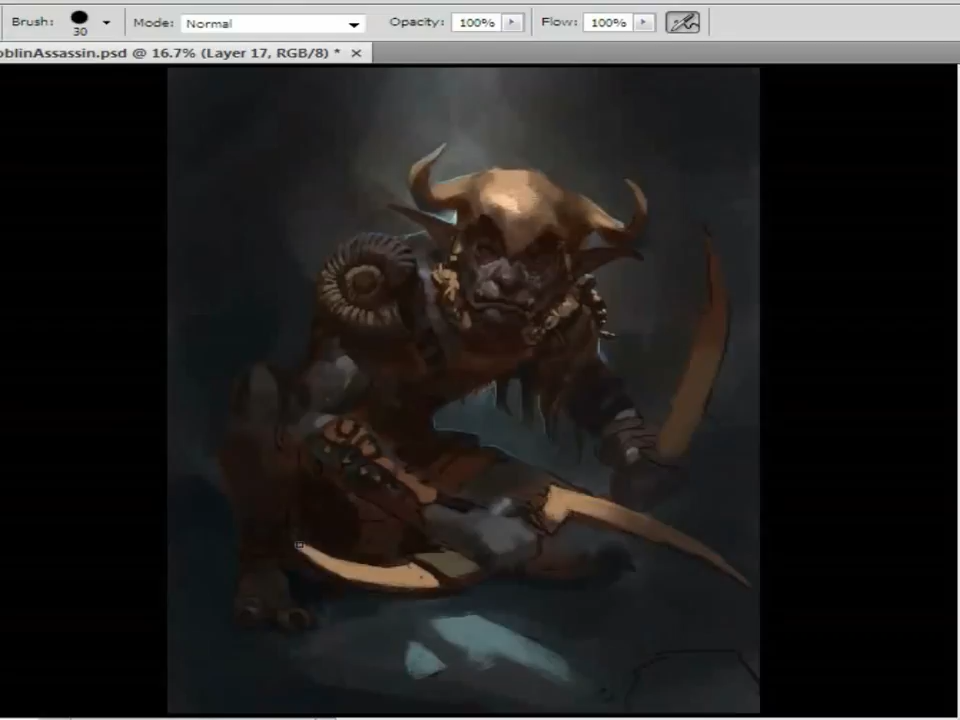 Brush: 30 Mode: Normal Opacity: 100% Flow: 100%
oblinAssassin.psd @ 16.7% (Layer 17, RGB/8) * ×